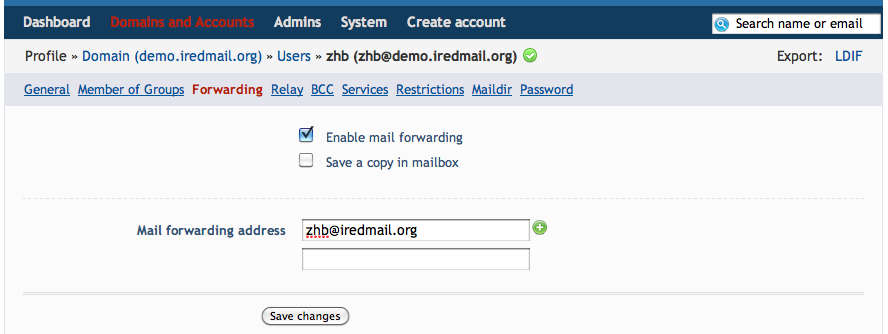 Dashboard Domains and Accounts Admins System Create account Search name or email
Profile » Domain (demo.iredmail.org) » Users » zhb (zhb@demo.iredmail.org) Export: LDIF
General Member of Groups Forwarding Relay BCC Services Restrictions Maildir Password
Enable mail forwarding
Save a copy in mailbox
Mail forwarding address zhb@iredmail.org
Save changes